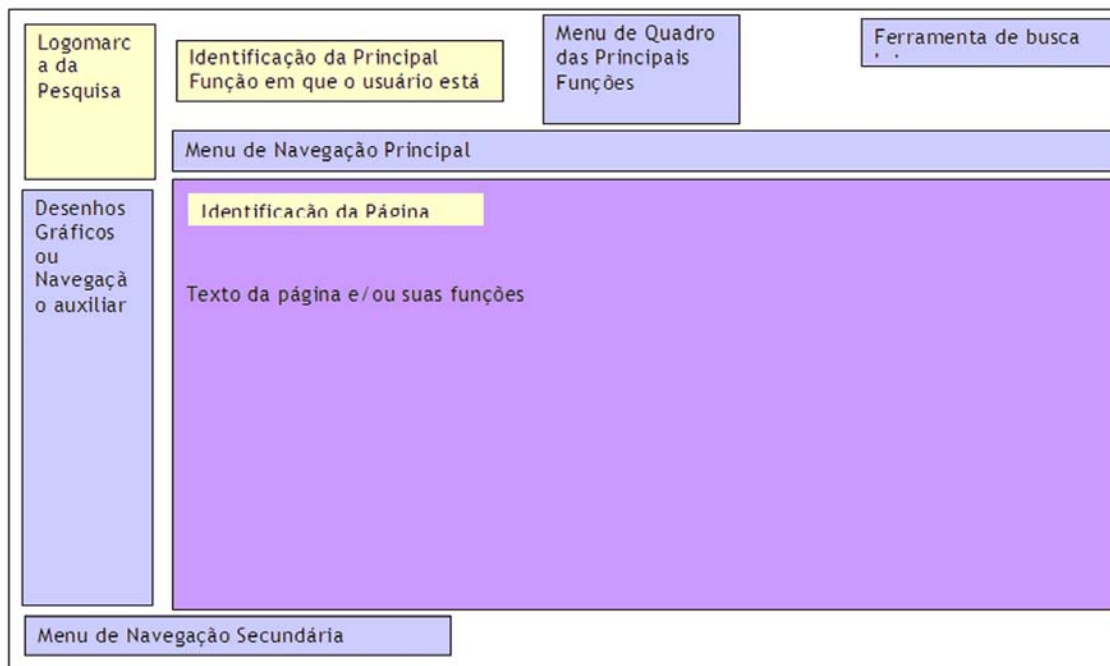 Logomarc
a da
Pesquisa
Identificação da Principal
Função em que o usuário está
Menu de Quadro
das Principais
Funções
Ferramenta de busca
Menu de Navegação Principal
Desenhos
Gráficos
ou
Navegaçà
o auxiliar
Identificação da Página
Texto da página e/ou suas funções
Menu de Navegação Secundária